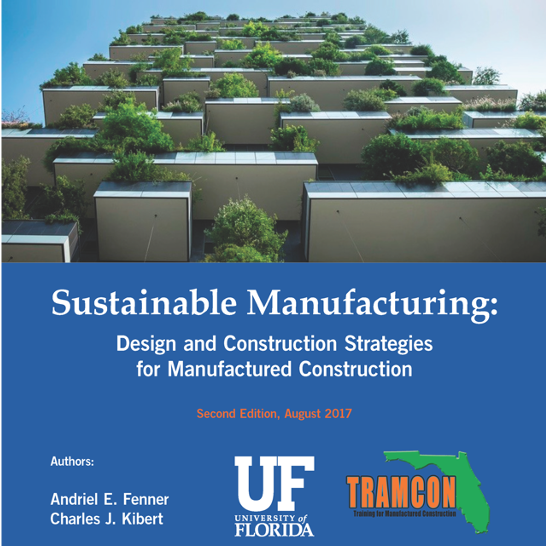 Sustainable Manufacturing:
Design and Construction Strategies
for Manufactured Construction
Second Edition, August 2017
Authors:
Andriel E. Fenner
Charles J. Kibert
UF
UNIVERSITY of
FLORIDA
TRAMCON
Training for Manufactured Construction